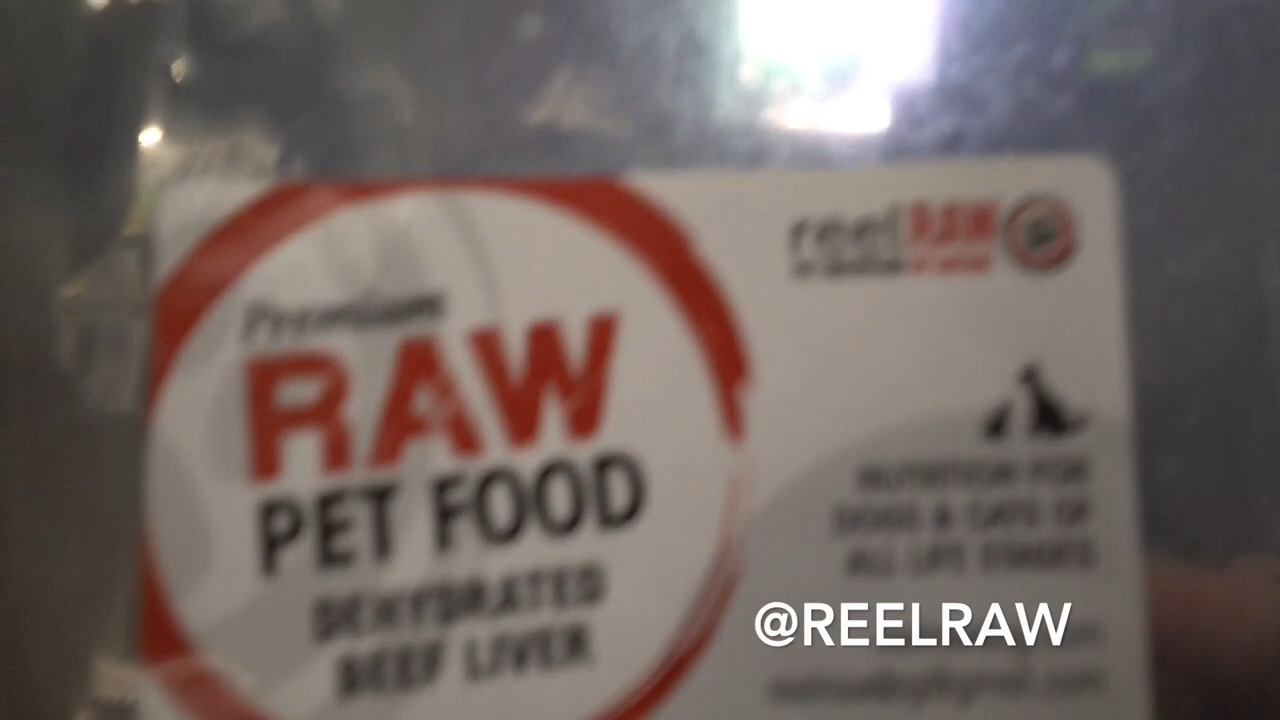 Premium
RAW
PET FOOD
DEHYDRATED
BEEF LIVER
reelRAW
NUTRITION FOR
DOGS & CATS OF
ALL LIFE STAGES
@REELRAW